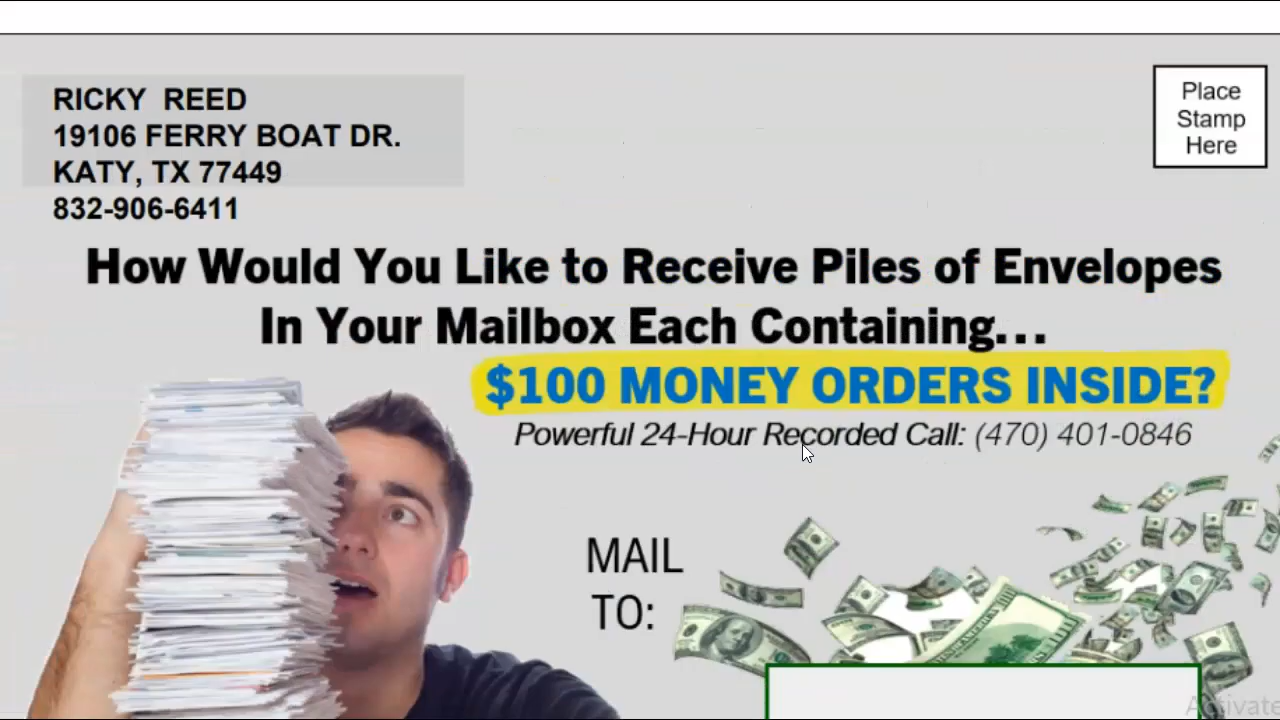 RICKY REED
19106 FERRY BOAT DR.
KATY, TX 77449
832-906-6411
Place
Stamp
Here
How Would You Like to Receive Piles of Envelopes
In Your Mailbox Each Containing...
$100 MONEY ORDERS INSIDE?
Powerful 24-Hour Recorded Call: (470) 401-0846
MAIL
TO:
Activate